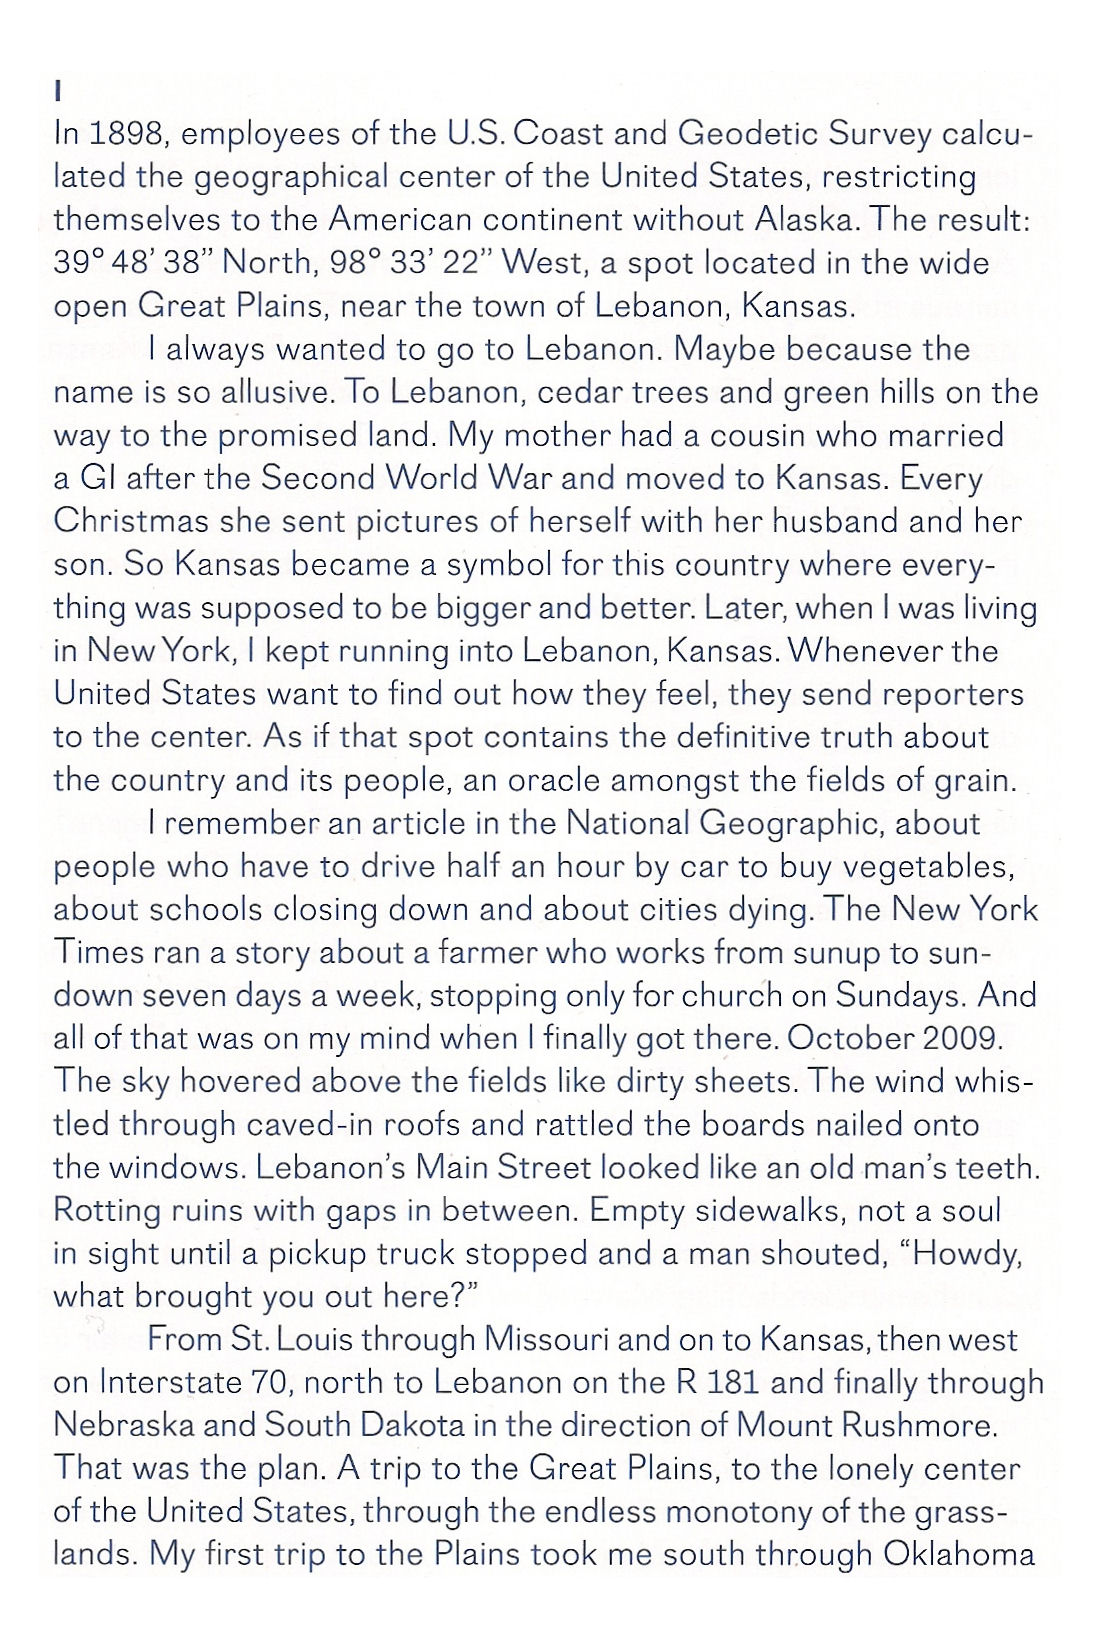 I
In 1898, employees of the U.S. Coast and Geodetic Survey calcu-
lated the geographical center of the United States, restricting
themselves to the American continent without Alaska. The result:
39° 48’ 38” North, 98° 33’ 22” West, a spot located in the wide
open Great Plains, near the town of Lebanon, Kansas.
I always wanted to go to Lebanon. Maybe because the
name is so allusive. To Lebanon, cedar trees and green hills on the
way to the promised land. My mother had a cousin who married
a GI after the Second World War and moved to Kansas. Every
Christmas she sent pictures of herself with her husband and her
son. So Kansas became a symbol for this country where every-
thing was supposed to be bigger and better. Later, when I was living
in New York, I kept running into Lebanon, Kansas. Whenever the
United States want to find out how they feel, they send reporters
to the center. As if that spot contains the definitive truth about
the country and its people, an oracle amongst the fields of grain.
I remember an article in the National Geographic, about
people who have to drive half an hour by car to buy vegetables,
about schools closing down and about cities dying. The New York
Times ran a story about a farmer who works from sunup to sun-
down seven days a week, stopping only for church on Sundays. And
all of that was on my mind when I finally got there. October 2009.
The sky hovered above the fields like dirty sheets. The wind whis-
tled through caved-in roofs and rattled the boards nailed onto
the windows. Lebanon’s Main Street looked like an old man’s teeth.
Rotting ruins with gaps in between. Empty sidewalks, not a soul
in sight until a pickup truck stopped and a man shouted, “Howdy,
what brought you out here?”
From St. Louis through Missouri and on to Kansas, then west
on Interstate 70, north to Lebanon on the R 181 and finally through
Nebraska and South Dakota in the direction of Mount Rushmore.
That was the plan. A trip to the Great Plains, to the lonely center
of the United States, through the endless monotony of the grass-
lands. My first trip to the Plains took me south through Oklahoma